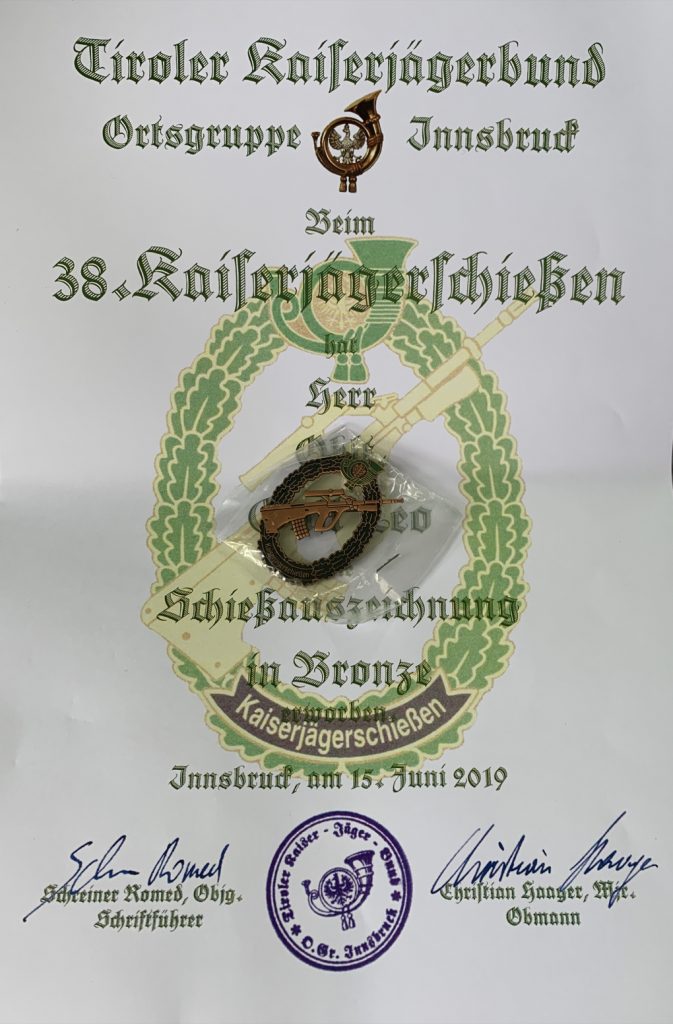 Tiroler Kaiserjägerbund
Ortsgruppe Innsbruck
Beim
38. Kaiserjägerschießen
hat
Herr
Leo
Schießauszeichnung
in Bronze
erworben.
Kaiserjägerschießen
Innsbruck, am 15. Juni 2019
Schreiner Romed, Objg.
Schriftführer
Tiroler Kaiser-Jäger-Bund
O.Gr. Innsbruck
Christian Haager, Mjr.
Obmann